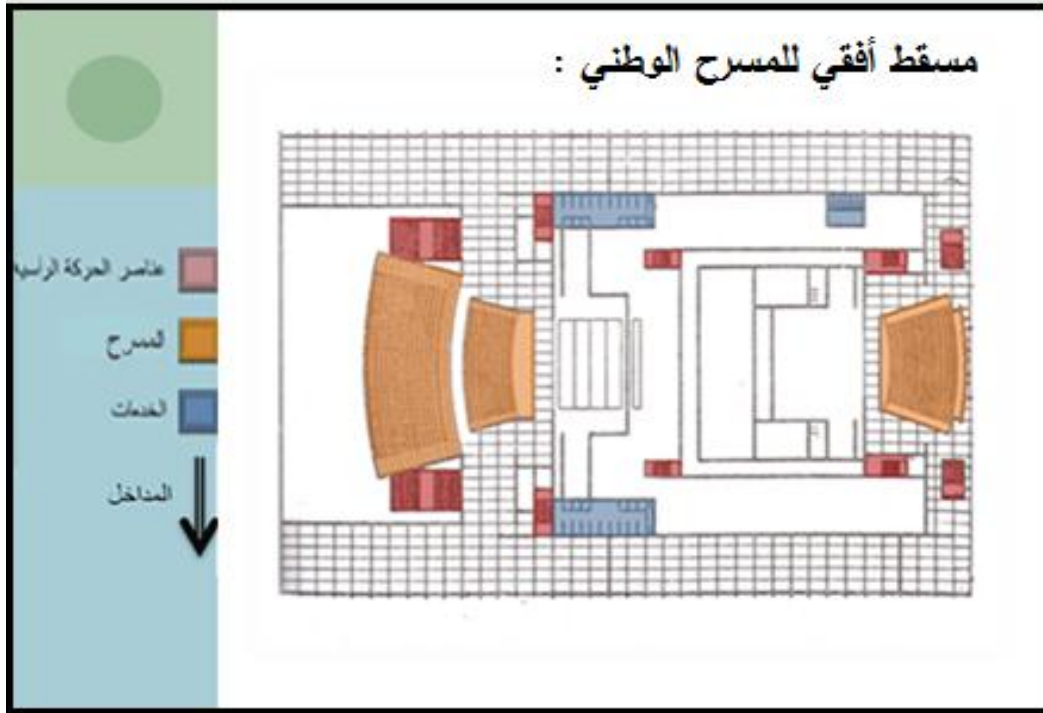 مسقط أفقي للمسرح الوطني :
عناصر الحركة الرأسية
المسرح
الخدمات
المداخل